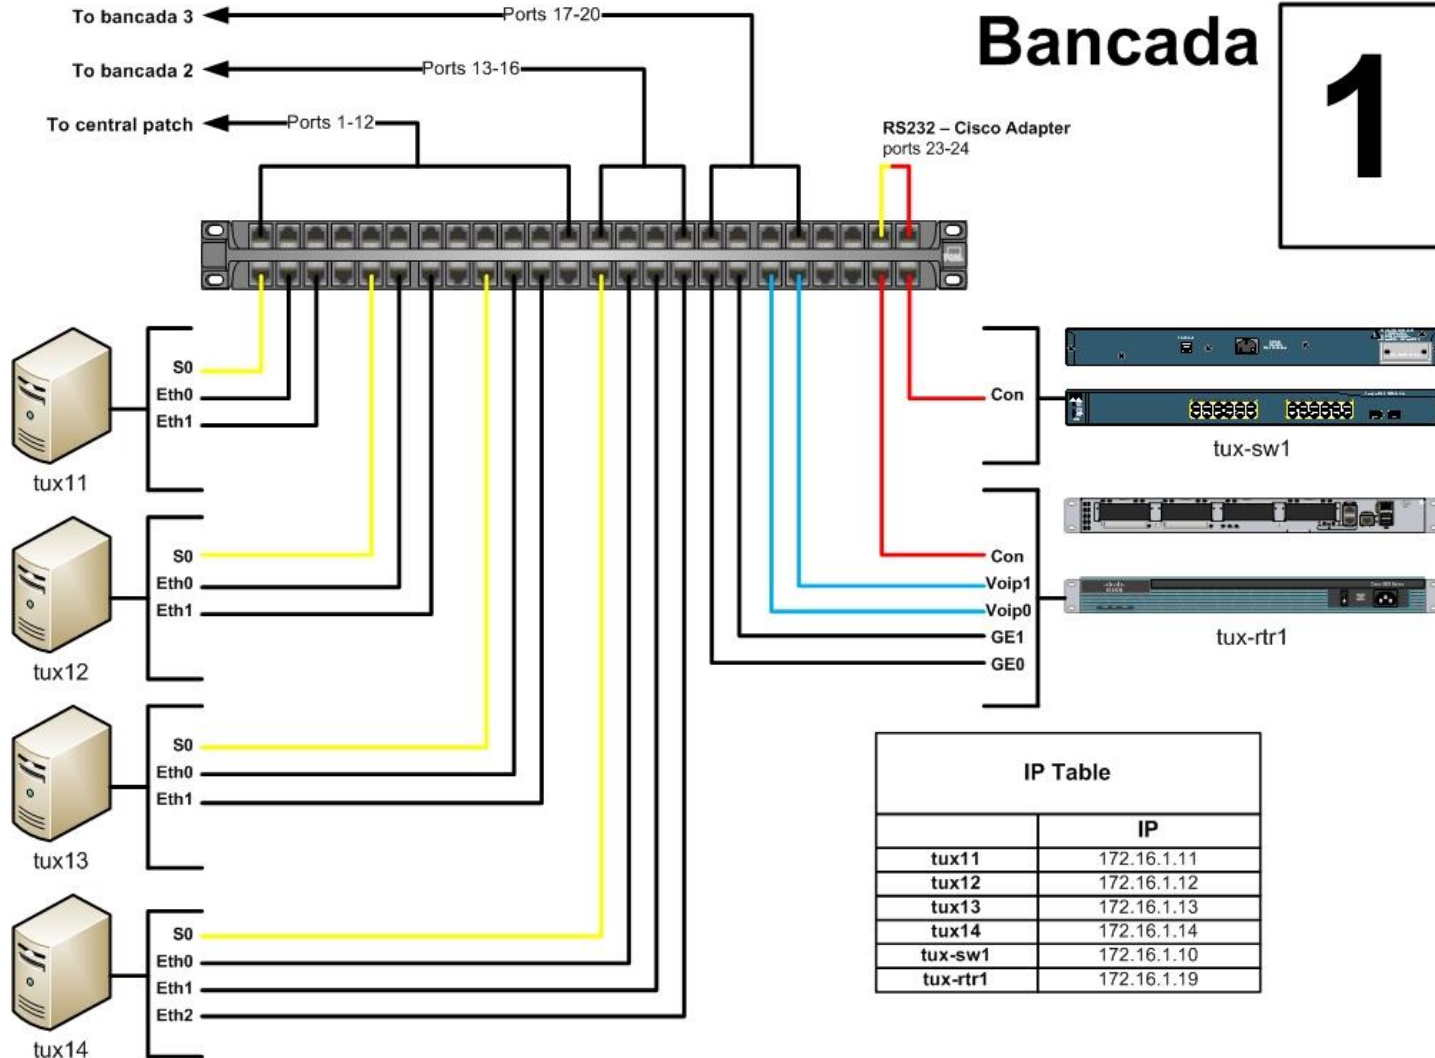 To bancada 3
Ports 17-20
Bancada
1
To bancada 2
Ports 13-16
To central patch
Ports 1-12
RS232 – Cisco Adapter
ports 23-24
S0
Eth0
Eth1
tux11
S0
Eth0
Eth1
tux12
S0
Eth0
Eth1
tux13
S0
Eth0
Eth1
Eth2
tux14
Con
tux-sw1
Con
Voip1
Voip0
GE1
GE0
tux-rtr1
IP Table
IP
tux11 172.16.1.11
tux12 172.16.1.12
tux13 172.16.1.13
tux14 172.16.1.14
tux-sw1 172.16.1.10
tux-rtr1 172.16.1.19